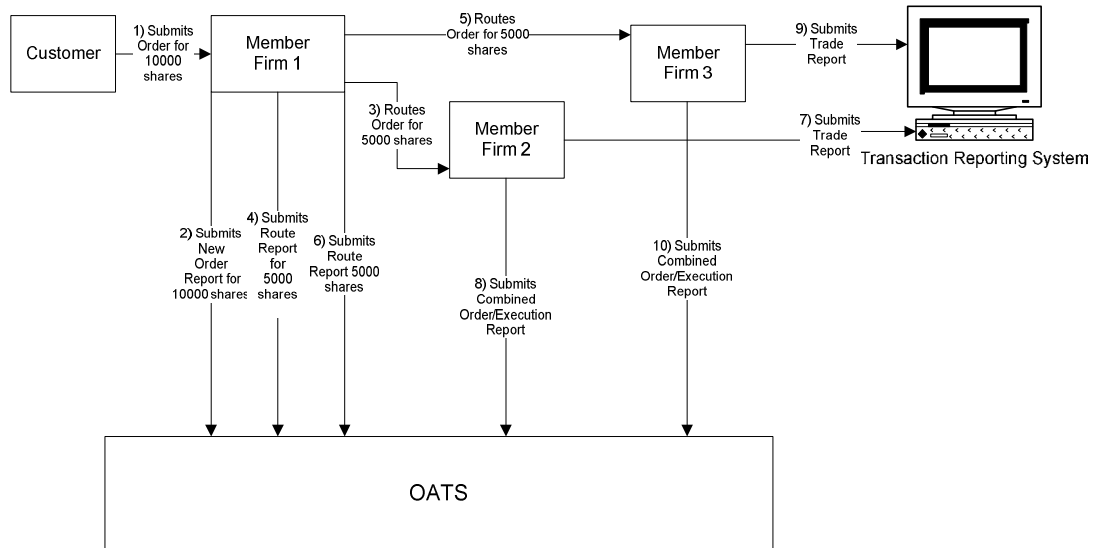 Customer
1) Submits
Order for
10000
shares
Member
Firm 1
5) Routes
Order for 5000
shares
Member
Firm 3
9) Submits
Trade
Report
3) Routes
Order for
5000 shares
Member
Firm 2
7) Submits
Trade
Report
Transaction Reporting System
2) Submits
New
Order
Report for
10000 shares
4) Submits
Route
Report
for
5000
shares
6) Submits
Route
Report 5000
shares
8) Submits
Combined
Order/Execution
Report
10) Submits
Combined
Order/Execution
Report
OATS